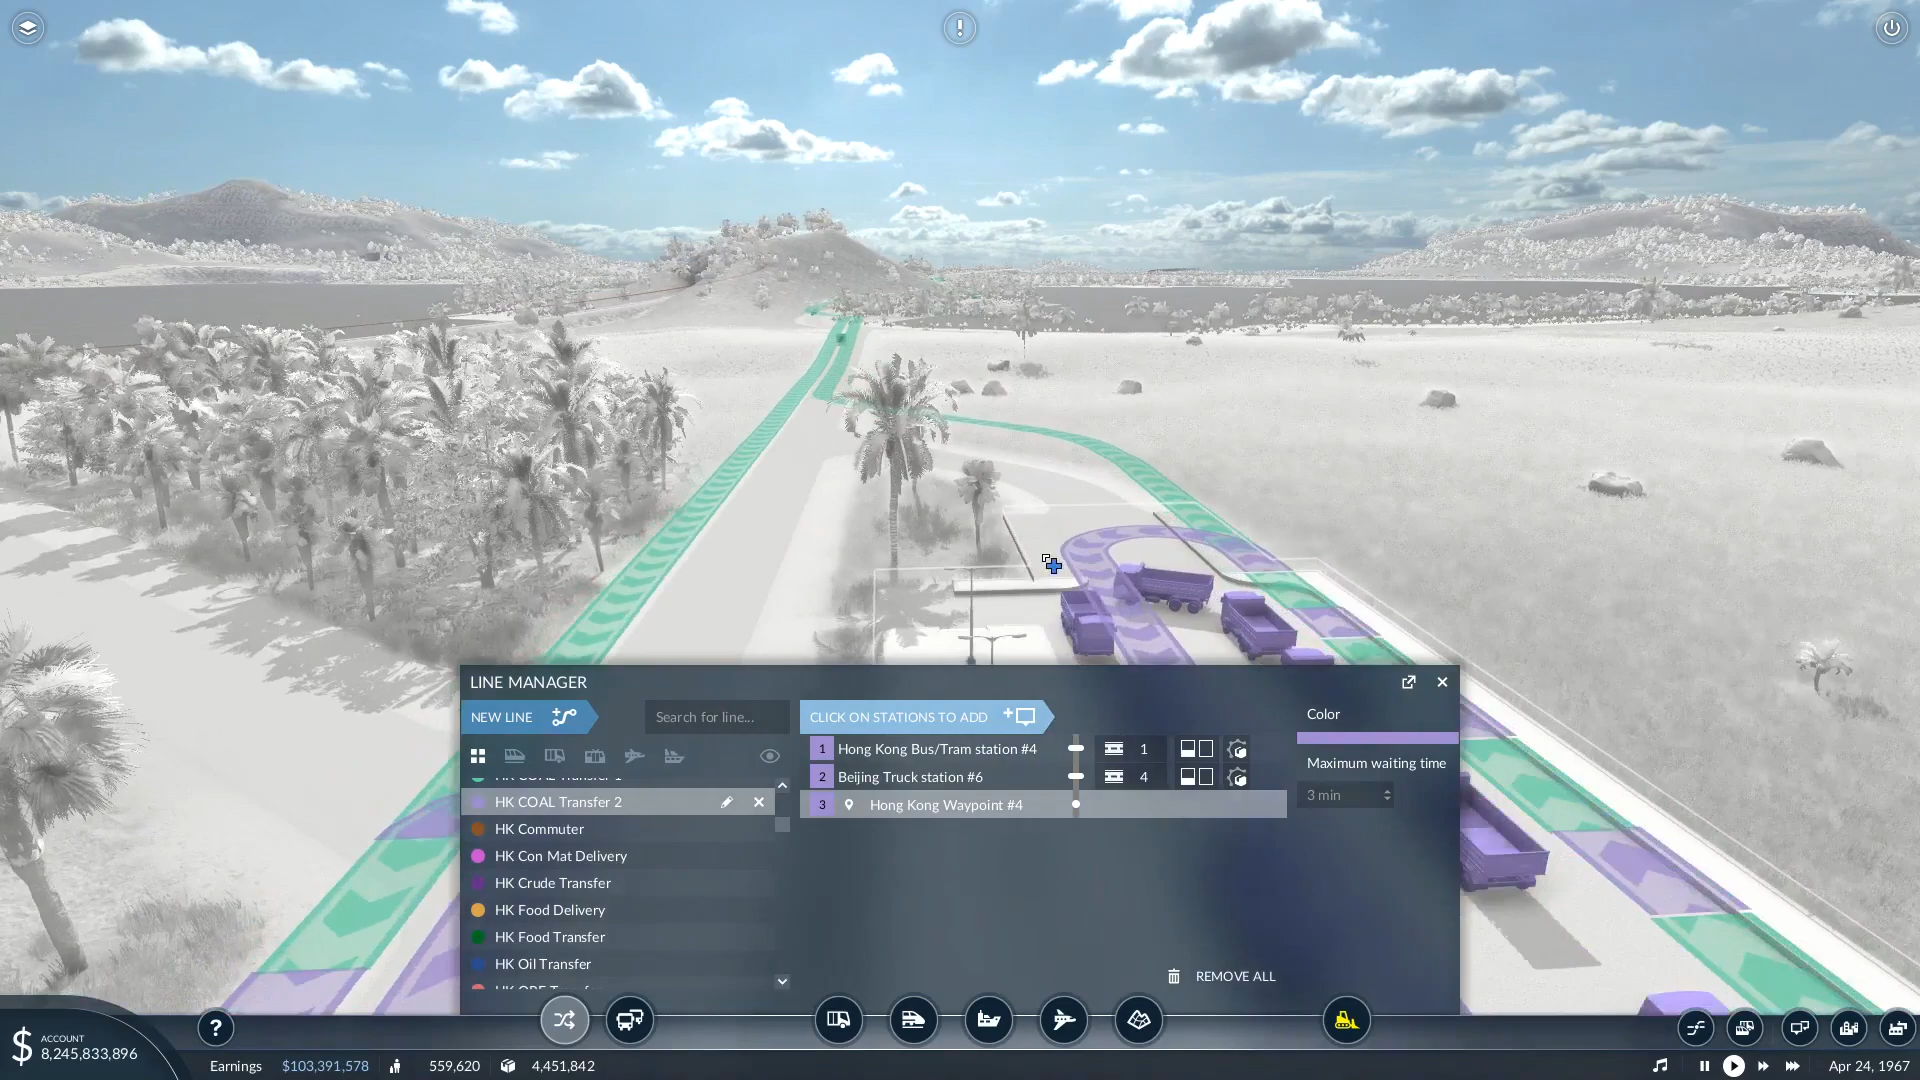 LINE MANAGER
NEW LINE
Search for line...
CLICK ON STATIONS TO ADD
Color
1 Hong Kong Bus/Tram station #4 1
2 Beijing Truck station #6 4
3 Hong Kong Waypoint #4
Maximum waiting time
3 min
HK COAL Transfer 2
HK Commuter
HK Con Mat Delivery
HK Crude Transfer
HK Food Delivery
HK Food Transfer
HK Oil Transfer
REMOVE ALL
?
$ ACCOUNT
8,245,833,896
Earnings $103,391,578 559,620 4,451,842
Apr 24, 1967